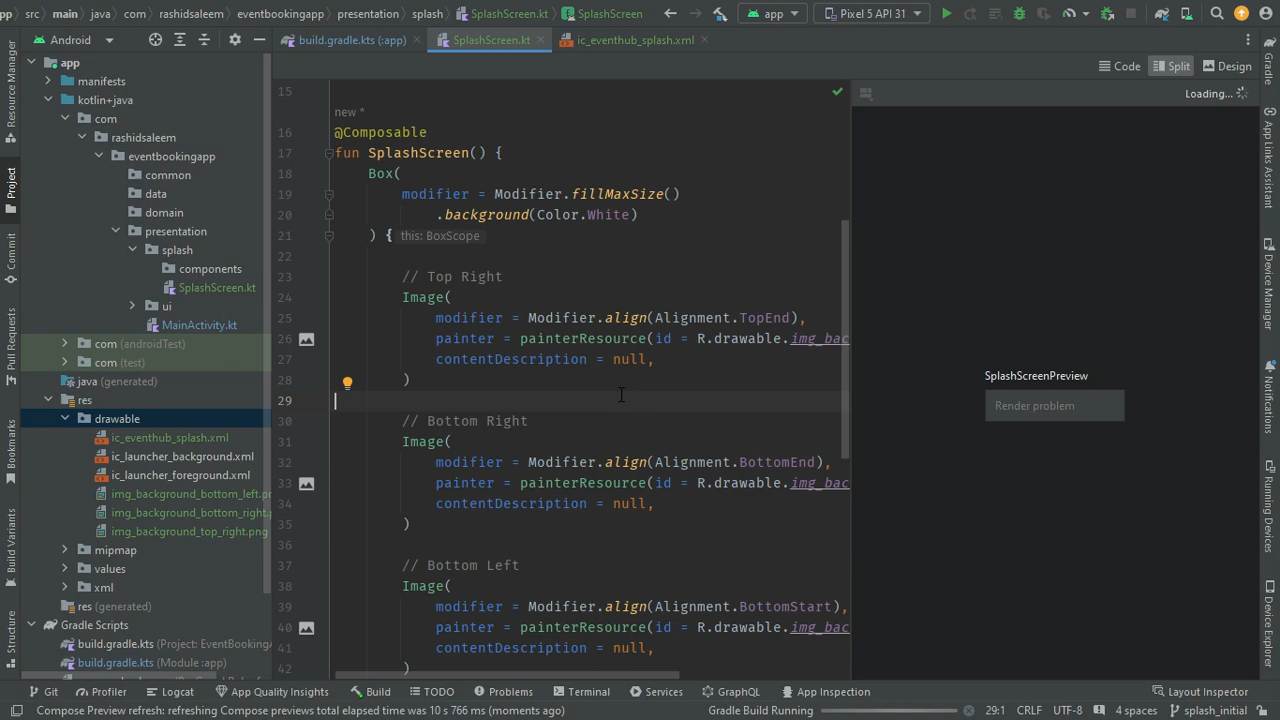 app
src
main
java
com
rashidsaleem
eventbookingapp
presentation
splash
SplashScreen.kt
SplashScreen
app
Pixel 5 API 31
Android
build.gradle.kts (:app)
SplashScreen.kt
ic_eventhub_splash.xml
Code
Split
Design
Resource Manager
Project
Commit
Pull Requests
Bookmarks
Build Variants
Structure
app
manifests
kotlin+java
com
rashidsaleem
eventbookingapp
common
data
domain
presentation
splash
components
SplashScreen.kt
ui
MainActivity.kt
com (androidTest)
com (test)
java (generated)
res
drawable
ic_eventhub_splash.xml
ic_launcher_background.xml
ic_launcher_foreground.xml
img_background_bottom_left.pn
img_background_bottom_right.p
img_background_top_right.png
mipmap
values
xml
res (generated)
Gradle Scripts
build.gradle.kts (Project: EventBooking
build.gradle.kts (Module :app)
15
new *
16 @Composable
17 fun SplashScreen() {
18 Box(
19 modifier = Modifier.fillMaxSize()
20 .background(Color.White)
21 ) { this: BoxScope
22
23 // Top Right
24 Image(
25 modifier = Modifier.align(Alignment.TopEnd),
26 painter = painterResource(id = R.drawable.img_bac
27 contentDescription = null,
28 )
29
30 // Bottom Right
31 Image(
32 modifier = Modifier.align(Alignment.BottomEnd),
33 painter = painterResource(id = R.drawable.img_bac
34 contentDescription = null,
35 )
36
37 // Bottom Left
38 Image(
39 modifier = Modifier.align(Alignment.BottomStart),
40 painter = painterResource(id = R.drawable.img_bac
41 contentDescription = null,
42 )
Loading...
SplashScreenPreview
Render problem
Gradle
App Links Assistant
Device Manager
Notifications
Running Devices
Device Explorer
Git
Profiler
Logcat
App Quality Insights
Build
TODO
Problems
Terminal
Services
GraphQL
App Inspection
Layout Inspector
Compose Preview refresh: refreshing Compose previews total elapsed time was 10 s 766 ms (moments ago)
Gradle Build Running
29:1
CRLF
UTF-8
4 spaces
splash_initial